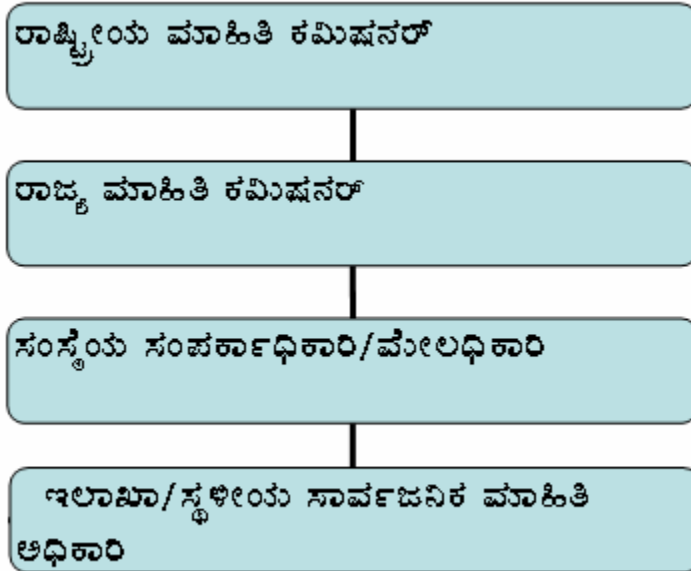 ರಾಷ್ಟ್ರೀಯ ಮಾಹಿತಿ ಕಮಿಷನರ್
ರಾಜ್ಯ ಮಾಹಿತಿ ಕಮಿಷನರ್
ಸಂಸ್ಥೆಯ ಸಂಪರ್ಕಾಧಿಕಾರಿ/ಮೇಲಧಿಕಾರಿ
ಇಲಾಖಾ/ಸ್ಥಳೀಯ ಸಾರ್ವಜನಿಕ ಮಾಹಿತಿ
ಅಧಿಕಾರಿ